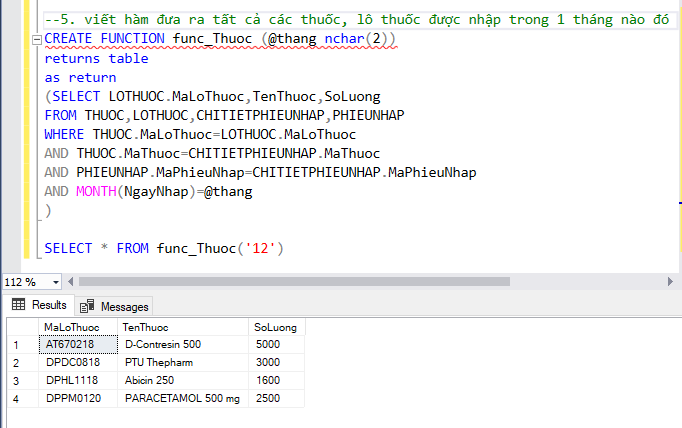 --5. viết hàm đưa ra tất cả các thuốc, lô thuốc được nhập trong 1 tháng nào đó
CREATE FUNCTION func_Thuoc (@thang nchar(2))
returns table
as return
(SELECT LOTHUOC.MaLoThuoc,TenThuoc,SoLuong
FROM THUOC,LOTHUOC,CHITIETPHIEUNHAP,PHIEUNHAP
WHERE THUOC.MaLoThuoc=LOTHUOC.MaLoThuoc
AND THUOC.MaThuoc=CHITIETPHIEUNHAP.MaThuoc
AND PHIEUNHAP.MaPhieuNhap=CHITIETPHIEUNHAP.MaPhieuNhap
AND MONTH(NgayNhap)=@thang
)
SELECT * FROM func_Thuoc('12')
112 %
Results Messages
MaLoThuoc TenThuoc SoLuong
1 AT670218 D-Contresin 500 5000
2 DPDC0818 PTU Thepharm 3000
3 DPHL1118 Abicin 250 1600
4 DPPM0120 PARACETAMOL 500 mg 2500